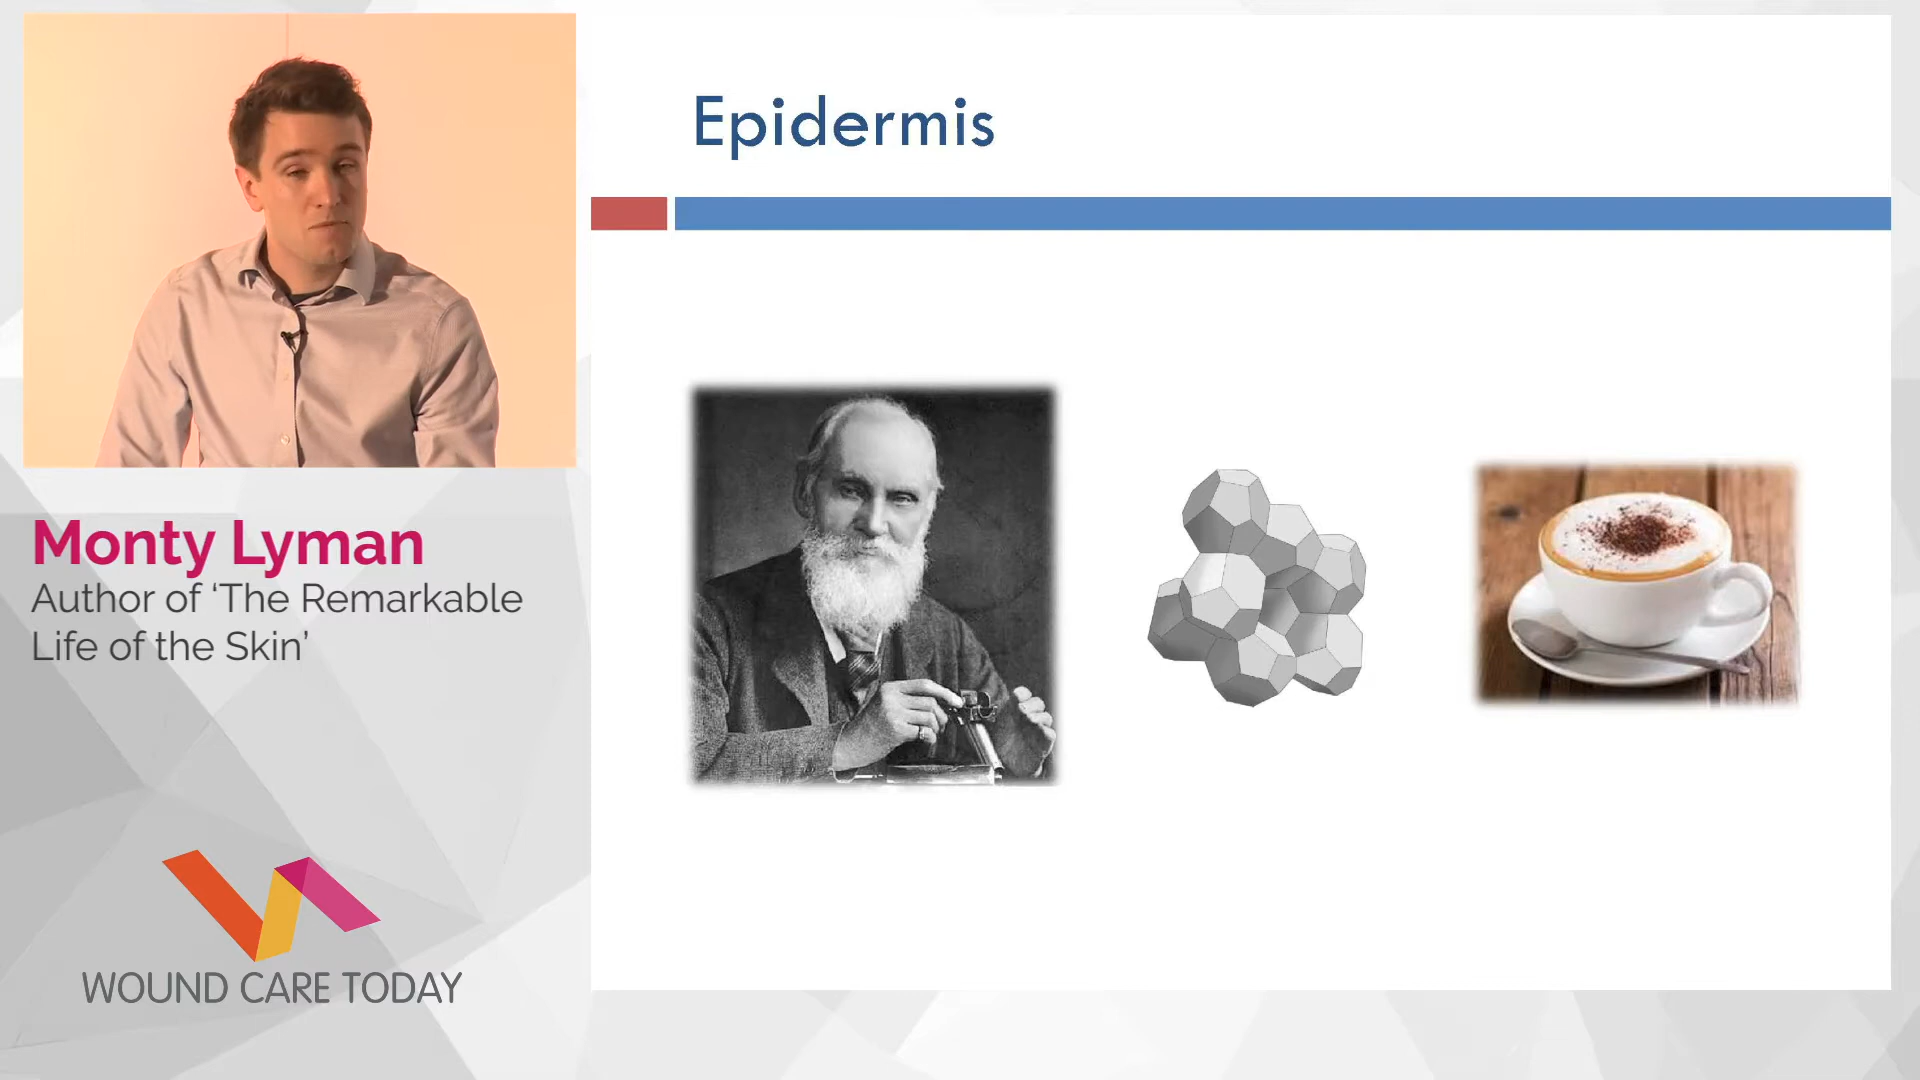 Epidermis
Monty Lyman
Author of ‘The Remarkable
Life of the Skin’
WOUND CARE TODAY